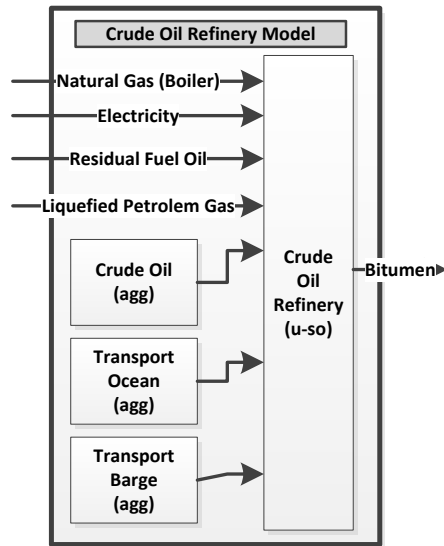 Crude Oil Refinery Model
Natural Gas (Boiler)
Electricity
Residual Fuel Oil
Liquefied Petrolem Gas
Crude Oil
(agg)
Transport
Ocean
(agg)
Transport
Barge
(agg)
Crude
Oil
Refinery
(u-so)
Bitumen